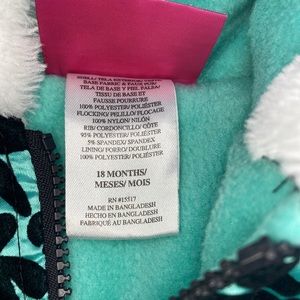 SHELL/TELA EXTERIOR/TISSU
BASE FABRIC & FAUX FUR/
TELA DE BASE Y PIEL FALSA/
TISSU DE BASE ET
FAUSSE FOURRURE
100% POLYESTER/POLIÉSTER
FLOCKING/PELILLO/FLOCAGE
100% NYLON/NILÓN
RIB/CORDONCILLO/CÔTE
95% POLYESTER/POLIÉSTER
5% SPANDEX/SPANDEX
LINING/FORRO/DOUBLURE
100% POLYESTER/POLIÉSTER
18 MONTHS/
MESES/MOIS
RN #15517
MADE IN BANGLADESH
HECHO EN BANGLADESH
FABRIQUÉ AU BANGLADESH